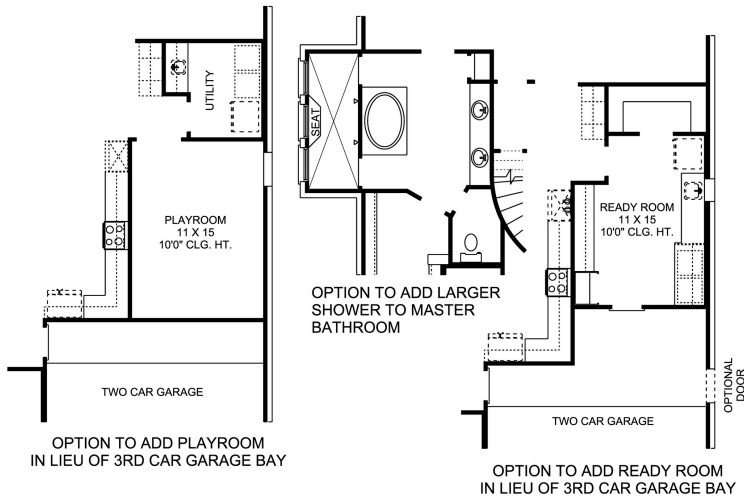 UTILITY
PLAYROOM
11 X 15
10'0" CLG. HT.
TWO CAR GARAGE
OPTION TO ADD PLAYROOM
IN LIEU OF 3RD CAR GARAGE BAY
SEAT
OPTION TO ADD LARGER
SHOWER TO MASTER
BATHROOM
READY ROOM
11 X 15
10'0" CLG. HT.
OPTIONAL
DOOR
TWO CAR GARAGE
OPTION TO ADD READY ROOM
IN LIEU OF 3RD CAR GARAGE BAY